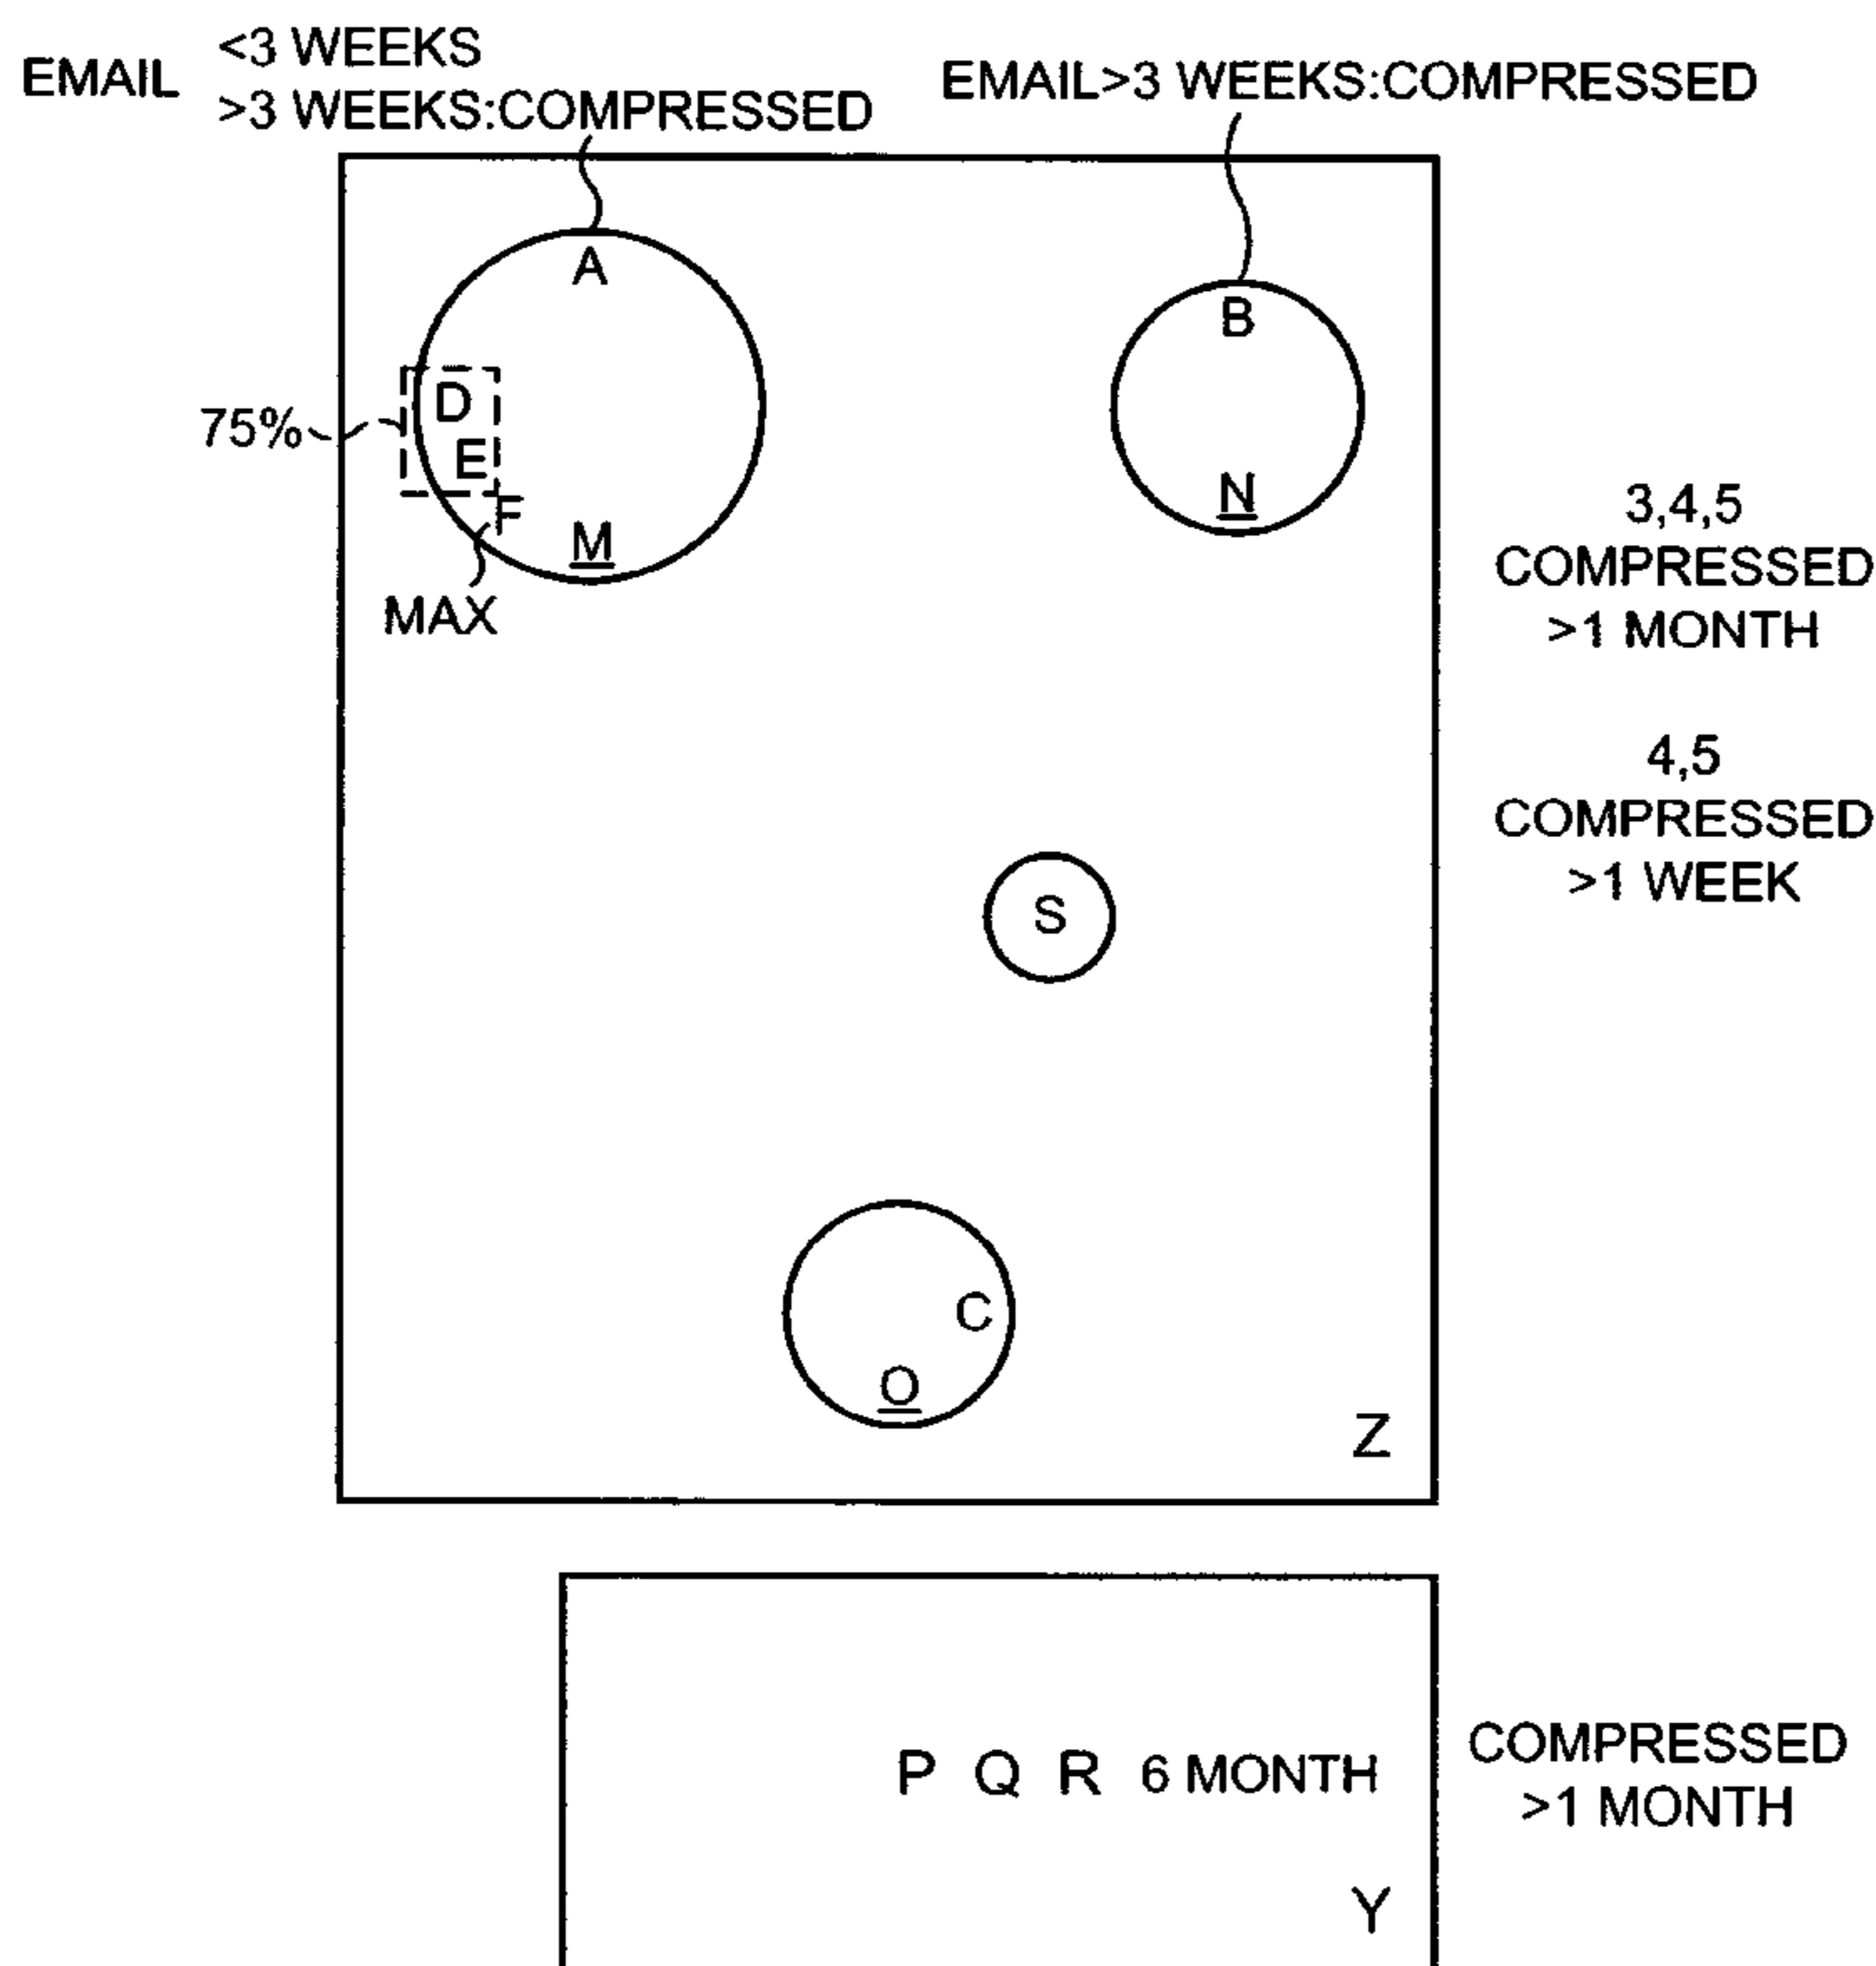 EMAIL
<3 WEEKS
>3 WEEKS:COMPRESSED
EMAIL>3 WEEKS:COMPRESSED
A
B
D
75%
E
F
N
M
MAX
3,4,5
COMPRESSED
>1 MONTH
4,5
COMPRESSED
>1 WEEK
S
C
O
Z
P Q R 6 MONTH
COMPRESSED
>1 MONTH
Y